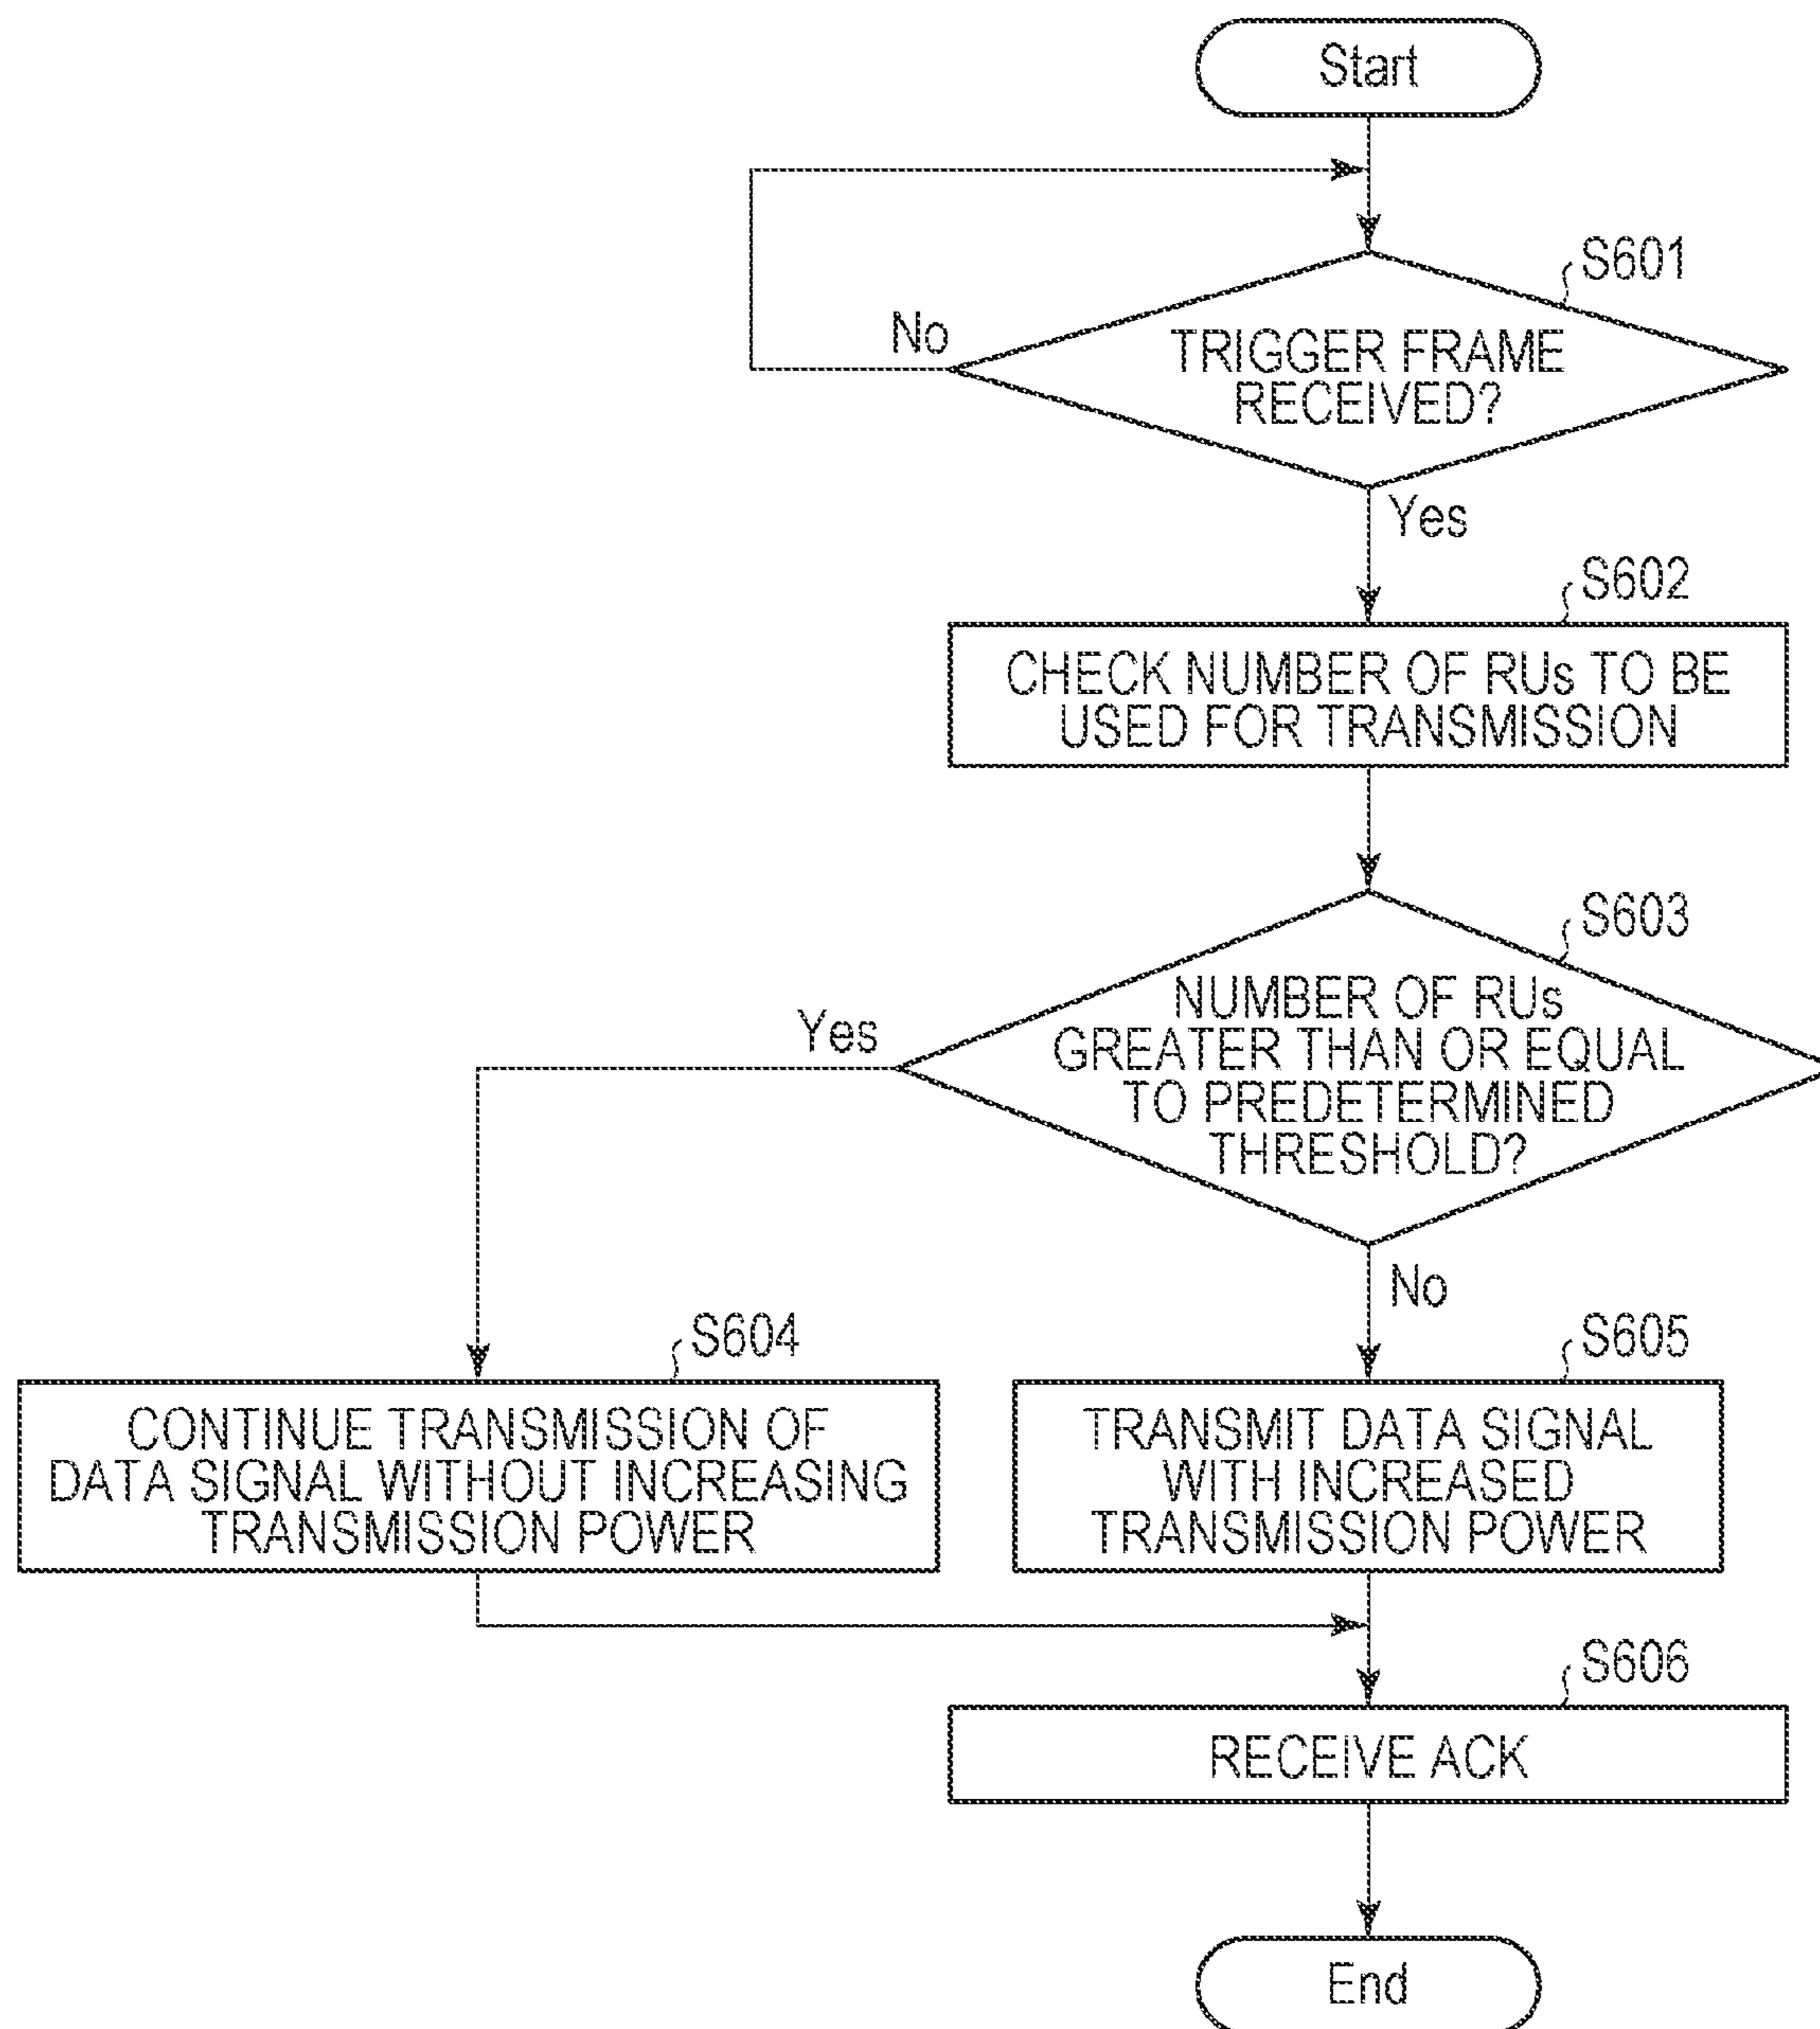 Start
S601
No
TRIGGER FRAME
RECEIVED?
Yes
S602
CHECK NUMBER OF RUs TO BE
USED FOR TRANSMISSION
S603
NUMBER OF RUs
GREATER THAN OR EQUAL
TO PREDETERMINED
THRESHOLD?
Yes
No
S604
CONTINUE TRANSMISSION OF
DATA SIGNAL WITHOUT INCREASING
TRANSMISSION POWER
S605
TRANSMIT DATA SIGNAL
WITH INCREASED
TRANSMISSION POWER
S606
RECEIVE ACK
End